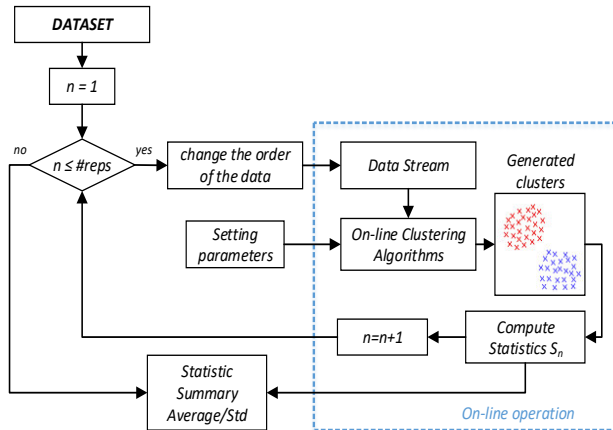 DATASET
n = 1
no
n ≤ #reps
yes
change the order
of the data
Data Stream
Generated
clusters
Setting
parameters
On-line Clustering
Algorithms
n=n+1
Compute
Statistics Sn
Statistic
Summary
Average/Std
On-line operation